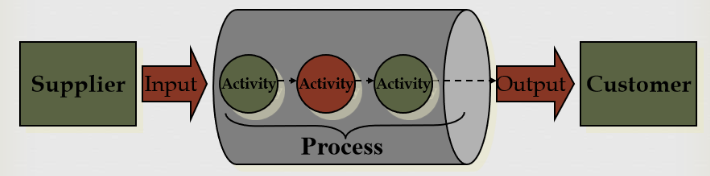 Supplier
Input
Activity
Activity
Activity
Output
Customer
Process